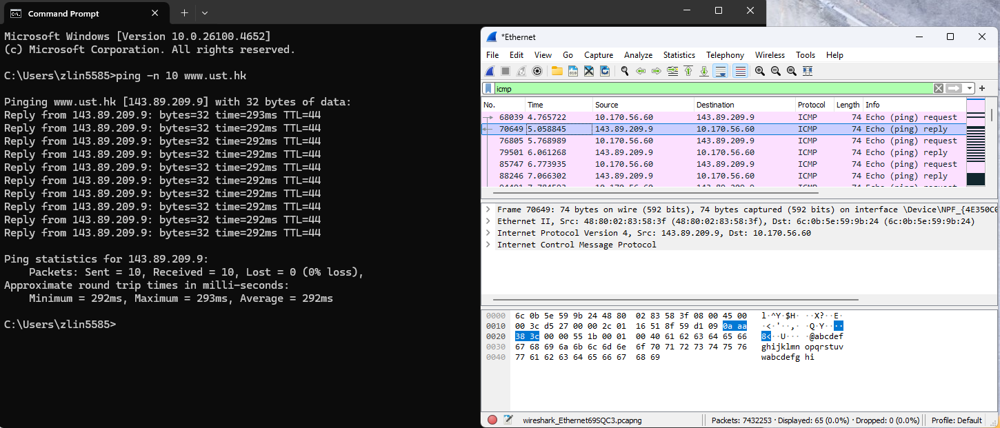 Command Prompt
Microsoft Windows [Version 10.0.26100.4652]
(c) Microsoft Corporation. All rights reserved.
C:\Users\zlin5585>ping -n 10 www.ust.hk
Pinging www.ust.hk [143.89.209.9] with 32 bytes of data:
Reply from 143.89.209.9: bytes=32 time=293ms TTL=44
Reply from 143.89.209.9: bytes=32 time=292ms TTL=44
Reply from 143.89.209.9: bytes=32 time=292ms TTL=44
Reply from 143.89.209.9: bytes=32 time=292ms TTL=44
Reply from 143.89.209.9: bytes=32 time=292ms TTL=44
Reply from 143.89.209.9: bytes=32 time=292ms TTL=44
Reply from 143.89.209.9: bytes=32 time=292ms TTL=44
Reply from 143.89.209.9: bytes=32 time=292ms TTL=44
Reply from 143.89.209.9: bytes=32 time=292ms TTL=44
Reply from 143.89.209.9: bytes=32 time=292ms TTL=44
Ping statistics for 143.89.209.9:
Packets: Sent = 10, Received = 10, Lost = 0 (0% loss),
Approximate round trip times in milli-seconds:
Minimum = 292ms, Maximum = 293ms, Average = 292ms
C:\Users\zlin5585>
*Ethernet
File Edit View Go Capture Analyze Statistics Telephony Wireless Tools Help
icmp
No. Time Source Destination Protocol Length Info
68039 4.765722 10.170.56.60 143.89.209.9 ICMP 74 Echo (ping) request
70649 5.058845 143.89.209.9 10.170.56.60 ICMP 74 Echo (ping) reply
76805 5.768989 10.170.56.60 143.89.209.9 ICMP 74 Echo (ping) request
79501 6.061268 143.89.209.9 10.170.56.60 ICMP 74 Echo (ping) reply
85747 6.773935 10.170.56.60 143.89.209.9 ICMP 74 Echo (ping) request
88246 7.066302 143.89.209.9 10.170.56.60 ICMP 74 Echo (ping) reply
Frame 70649: 74 bytes on wire (592 bits), 74 bytes captured (592 bits) on interface \Device\NPF_{4E350C0
Ethernet II, Src: 48:80:02:83:58:3f (48:80:02:83:58:3f), Dst: 6c:0b:5e:59:9b:24 (6c:0b:5e:59:9b:24)
Internet Protocol Version 4, Src: 143.89.209.9, Dst: 10.170.56.60
Internet Control Message Protocol
0000 6c 0b 5e 59 9b 24 48 80 02 83 58 3f 08 00 45 00 l·^Y·$H· ··X?··E·
0010 00 3c d5 27 00 00 2c 01 16 51 8f 59 d1 09 0a aa ·<·'··,· ·Q·Y····
0020 38 3c 00 00 55 1b 00 01 00 40 61 62 63 64 65 66 8<··U··· ·@abcdef
0030 67 68 69 6a 6b 6c 6d 6e 6f 70 71 72 73 74 75 76 ghijklmn opqrstuv
0040 77 61 62 63 64 65 66 67 68 69 wabcdefg hi
wireshark_Ethernet69SQC3.pcapng Packets: 7432253 · Displayed: 65 (0.0%) · Dropped: 0 (0.0%) Profile: Default